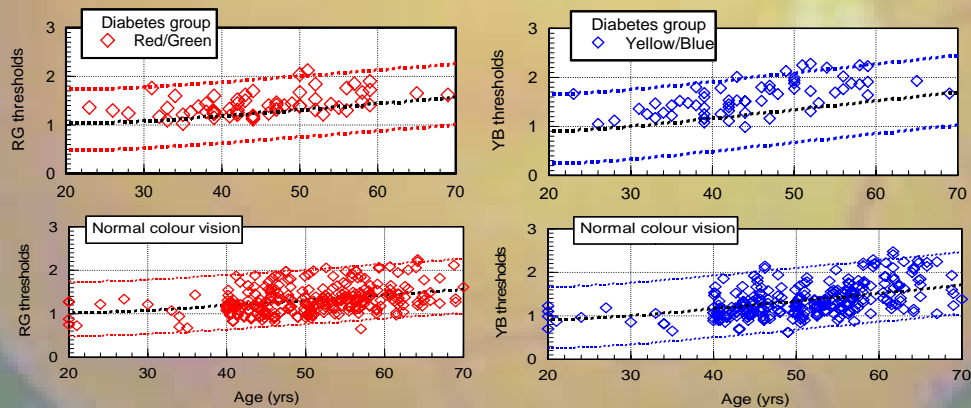 Diabetes group
Red/Green
RG thresholds
3
2
1
0
20 30 40 50 60 70
Diabetes group
Yellow/Blue
YB thresholds
3
2
1
0
20 30 40 50 60 70
Normal colour vision
RG thresholds
3
2
1
0
20 30 40 50 60 70
Age (yrs)
Normal colour vision
YB thresholds
3
2
1
0
20 30 40 50 60 70
Age (yrs)